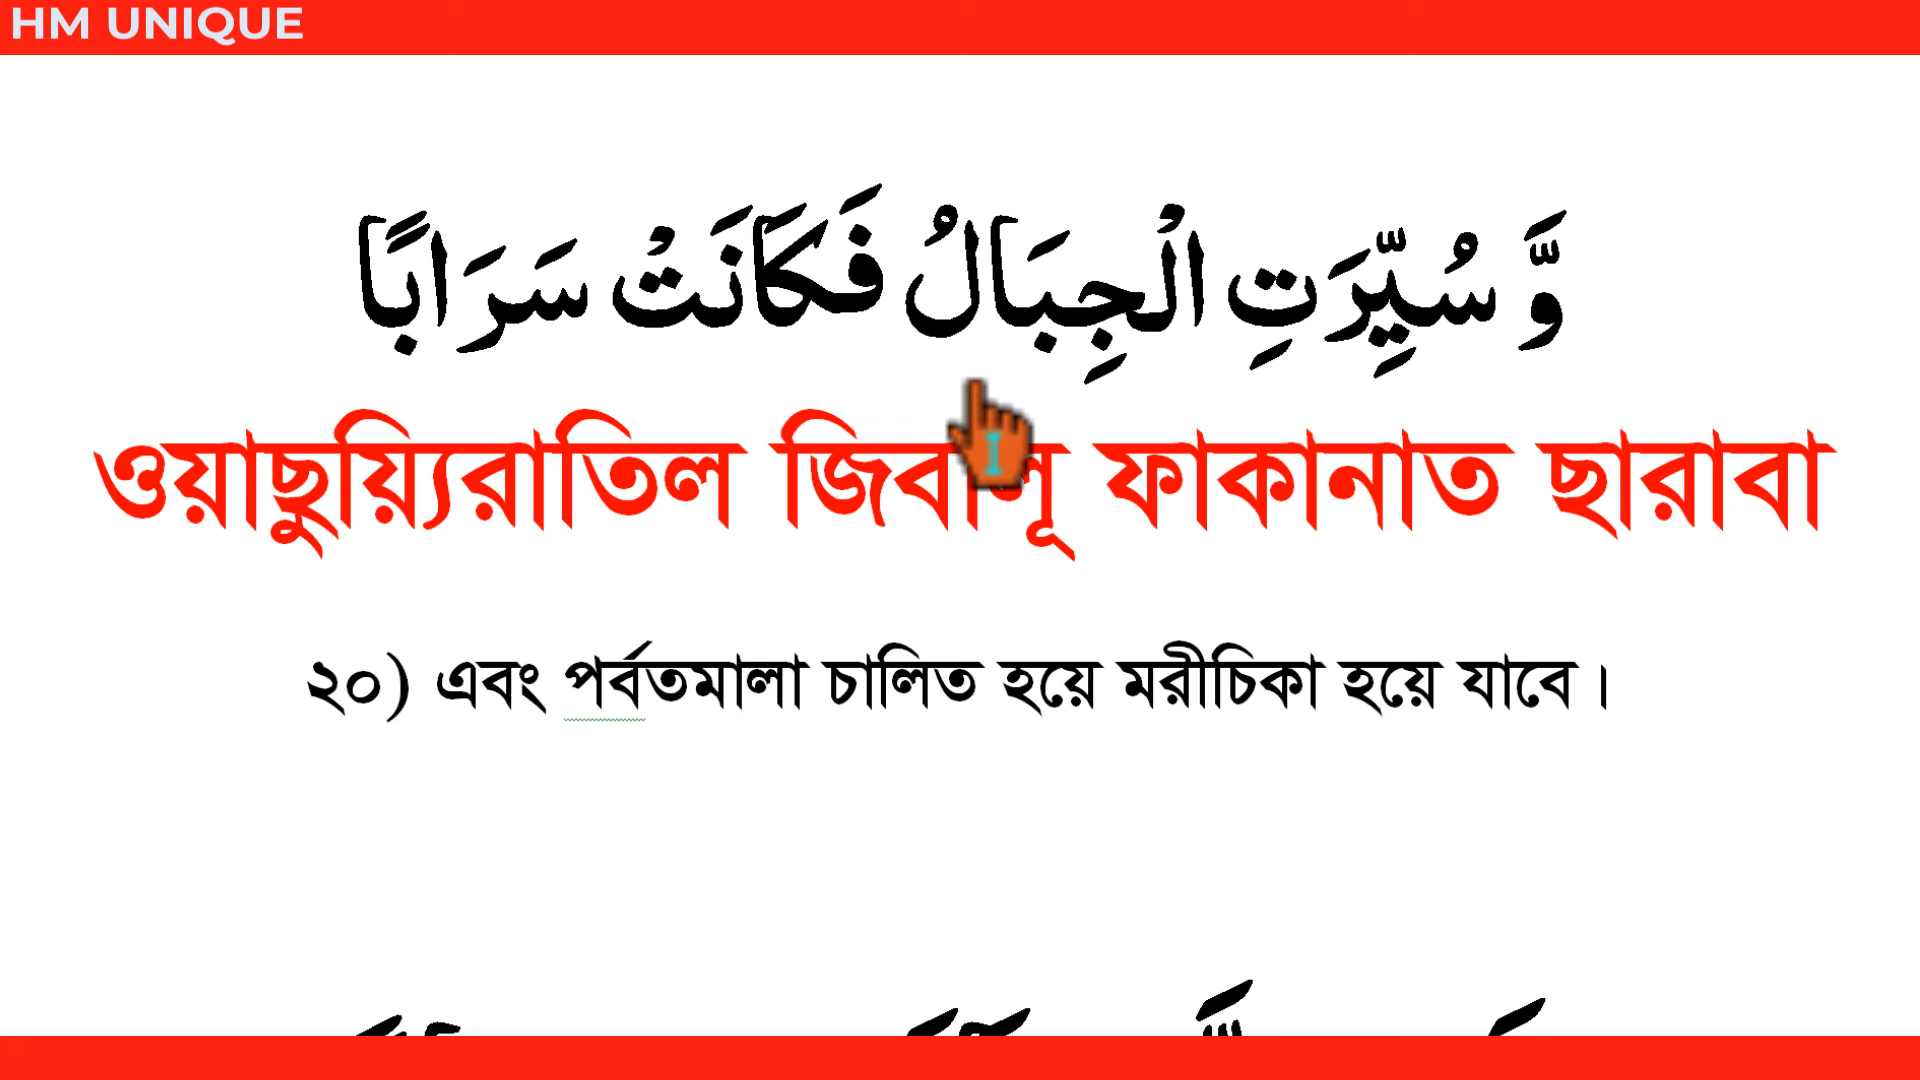 HM UNIQUE
وَّ سُيِّرَتِ الْجِبَالُ فَكَانَتْ سَرَابًا
ওয়াছুয়্যিরাতিল জিবালূ ফাকানাত ছারাবা
২০) এবং পর্বতমালা চালিত হয়ে মরীচিকা হয়ে যাবে।